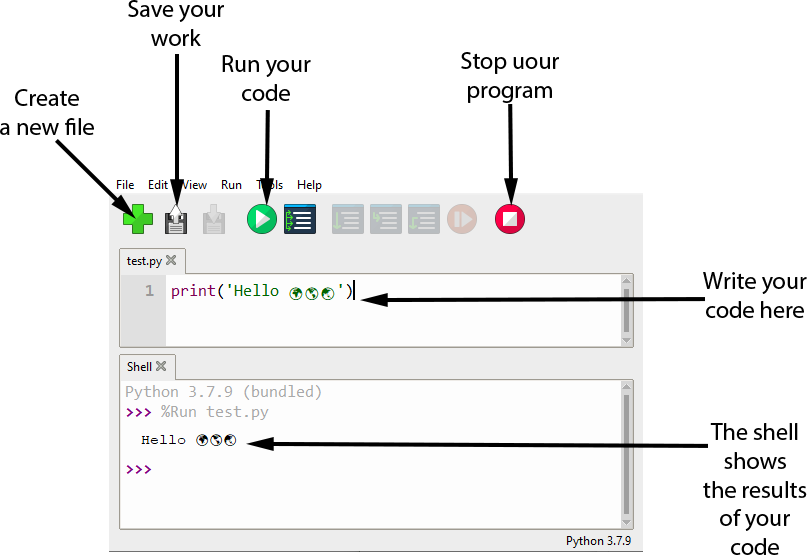 Save your
work
Run your
code
Stop uour
program
Create
a new file
File Edit View Run Tools Help
test.py
1 print('Hello 🌍🌎🌏')
Write your
code here
Shell
Python 3.7.9 (bundled)
>>> %Run test.py
Hello 🌍🌎🌏
>>>
The shell
shows
the results
of your
code
Python 3.7.9